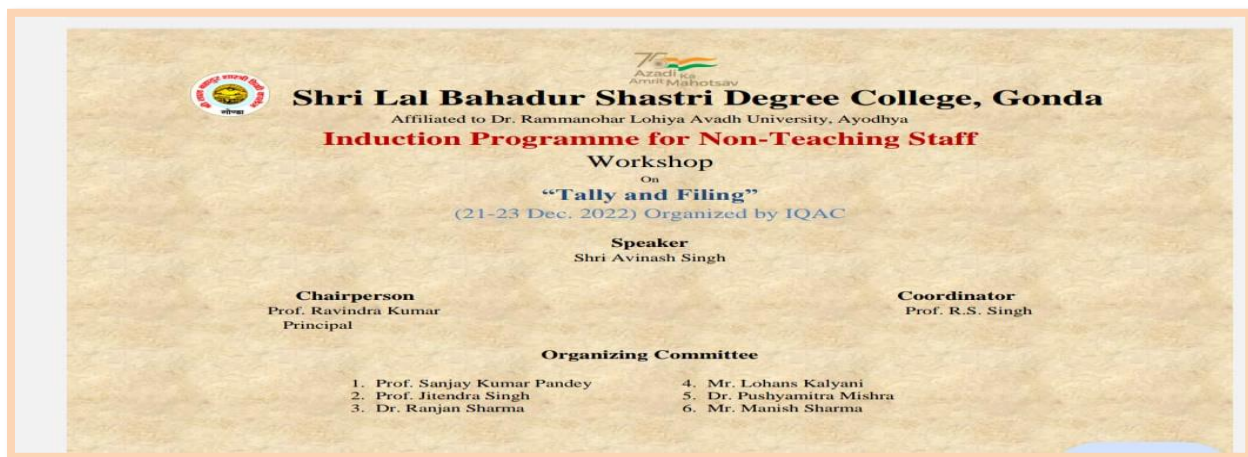 Azadi Ka
Amrit Mahotsav
Shri Lal Bahadur Shastri Degree College, Gonda
Affiliated to Dr. Rammanohar Lohiya Avadh University, Ayodhya
Induction Programme for Non-Teaching Staff
Workshop
On
“Tally and Filing”
(21-23 Dec. 2022) Organized by IQAC
Speaker
Shri Avinash Singh
Chairperson
Prof. Ravindra Kumar
Principal
Coordinator
Prof. R.S. Singh
Organizing Committee
1. Prof. Sanjay Kumar Pandey
2. Prof. Jitendra Singh
3. Dr. Ranjan Sharma
4. Mr. Lohans Kalyani
5. Dr. Pushyamitra Mishra
6. Mr. Manish Sharma